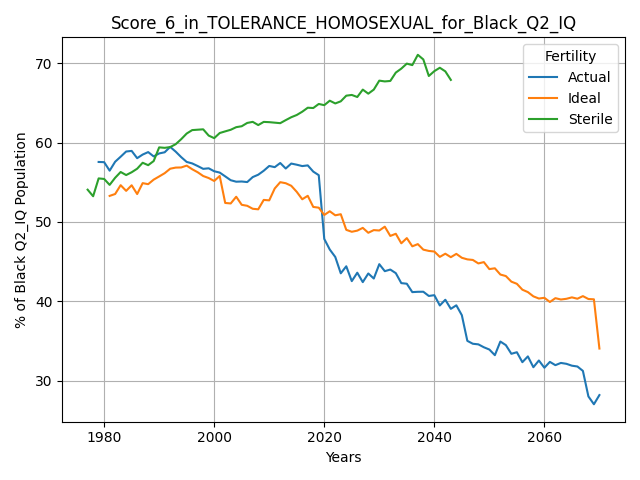 Score_6_in_TOLERANCE_HOMOSEXUAL_for_Black_Q2_IQ
% of Black Q2_IQ Population
70
60
50
40
30
Fertility
Actual
Ideal
Sterile
1980 2000 2020 2040 2060
Years